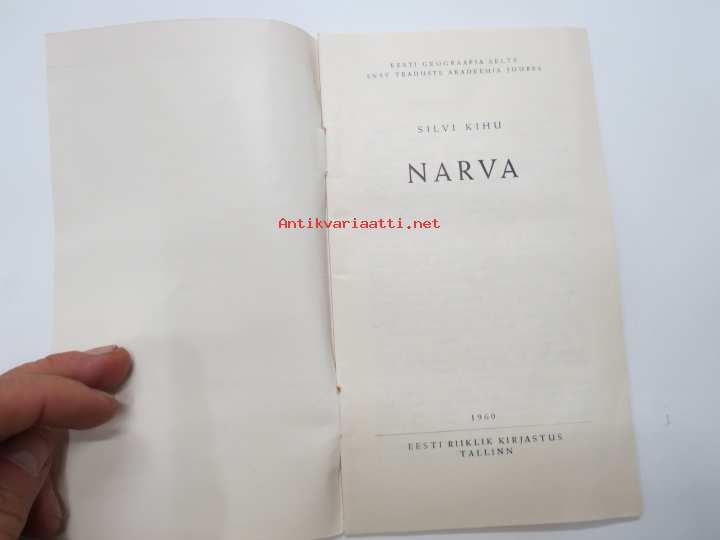 EESTI GEOGRAAFIA SELTS
ENSV TEADUSTE AKADEEMIA JUURES
SILVI KIHU
NARVA
Antikvariaatti.net
1960
EESTI RIIKLIK KIRJASTUS
TALLINN